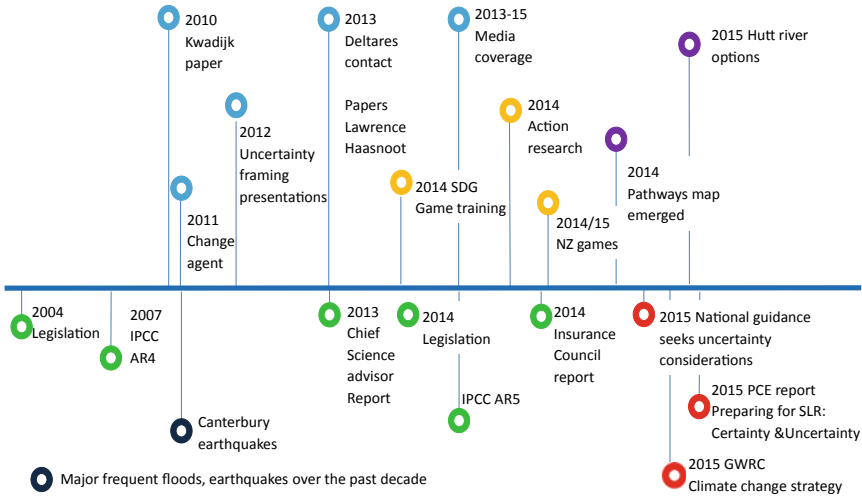 2010
Kwadijk
paper
2011
Change
agent
2012
Uncertainty
framing
presentations
2013
Deltares
contact
Papers
Lawrence
Haasnoot
2014 SDG
Game training
2013-15
Media
coverage
2014
Action
research
2014/15
NZ games
2014
Pathways map
emerged
2015 Hutt river
options
2004
Legislation
2007
IPCC
AR4
Canterbury
earthquakes
2013
Chief
Science
advisor
Report
2014
Legislation
IPCC AR5
2014
Insurance
Council
report
2015 National guidance
seeks uncertainty
considerations
2015 PCE report
Preparing for SLR:
Certainty &Uncertainty
2015 GWRC
Climate change strategy
Major frequent floods, earthquakes over the past decade